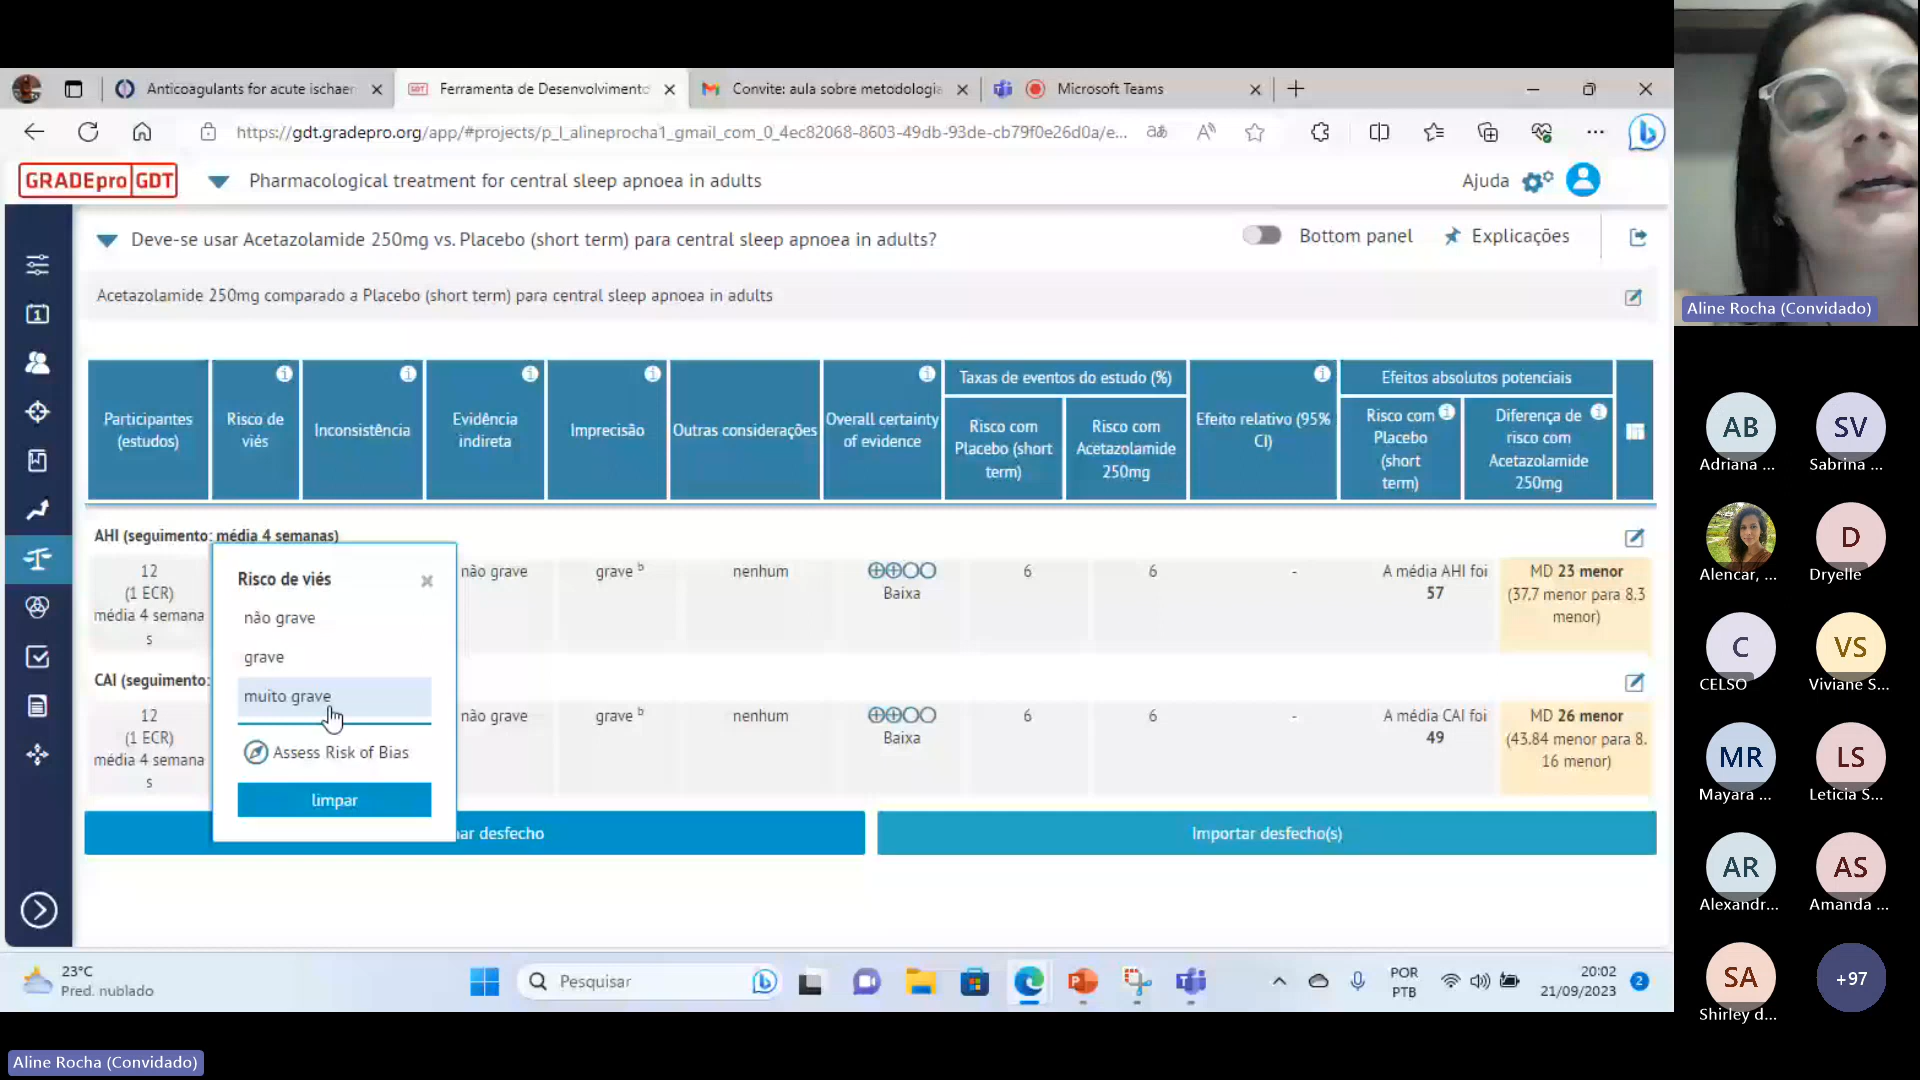 Anticoagulants for acute ischaer
Ferramenta de Desenvolvimento
Convite: aula sobre metodologia
Microsoft Teams
https://gdt.gradepro.org/app/#projects/p_l_alineprocha1_gmail_com_0_4ec82068-8603-49db-93de-cb79f0e26d0a/e...
GRADEpro GDT
Pharmacological treatment for central sleep apnoea in adults
Ajuda
Deve-se usar Acetazolamide 250mg vs. Placebo (short term) para central sleep apnoea in adults?
Bottom panel
Explicações
Acetazolamide 250mg comparado a Placebo (short term) para central sleep apnoea in adults
Participantes
(estudos)
Risco de
viés
Inconsistência
Evidência
indireta
Imprecisão
Outras considerações
Overall certainty
of evidence
Taxas de eventos do estudo (%)
Risco com
Placebo (short
term)
Risco com
Acetazolamide
250mg
Efeito relativo (95%
CI)
Efeitos absolutos potenciais
Risco com
Placebo
(short
term)
Diferença de
risco com
Acetazolamide
250mg
AHI (seguimento: média 4 semanas)
12
(1 ECR)
média 4 semana
s
não grave
grave b
nenhum
Baixa
6
6
-
A média AHI foi
57
MD 23 menor
(37.7 menor para 8.3
menor)
CAI (seguimento:
12
(1 ECR)
média 4 semana
s
não grave
grave b
nenhum
Baixa
6
6
-
A média CAI foi
49
MD 26 menor
(43.84 menor para 8.
16 menor)
Risco de viés
não grave
grave
muito grave
Assess Risk of Bias
limpar
ar desfecho
Importar desfecho(s)
23°C
Pred. nublado
Pesquisar
POR
PTB
20:02
21/09/2023
2
Aline Rocha (Convidado)
AB
Adriana ...
SV
Sabrina ...
Alencar, ...
D
Dryelle
C
CELSO
VS
Viviane S...
MR
Mayara ...
LS
Leticia S...
AR
Alexandr...
AS
Amanda ...
SA
Shirley d...
+97
Aline Rocha (Convidado)